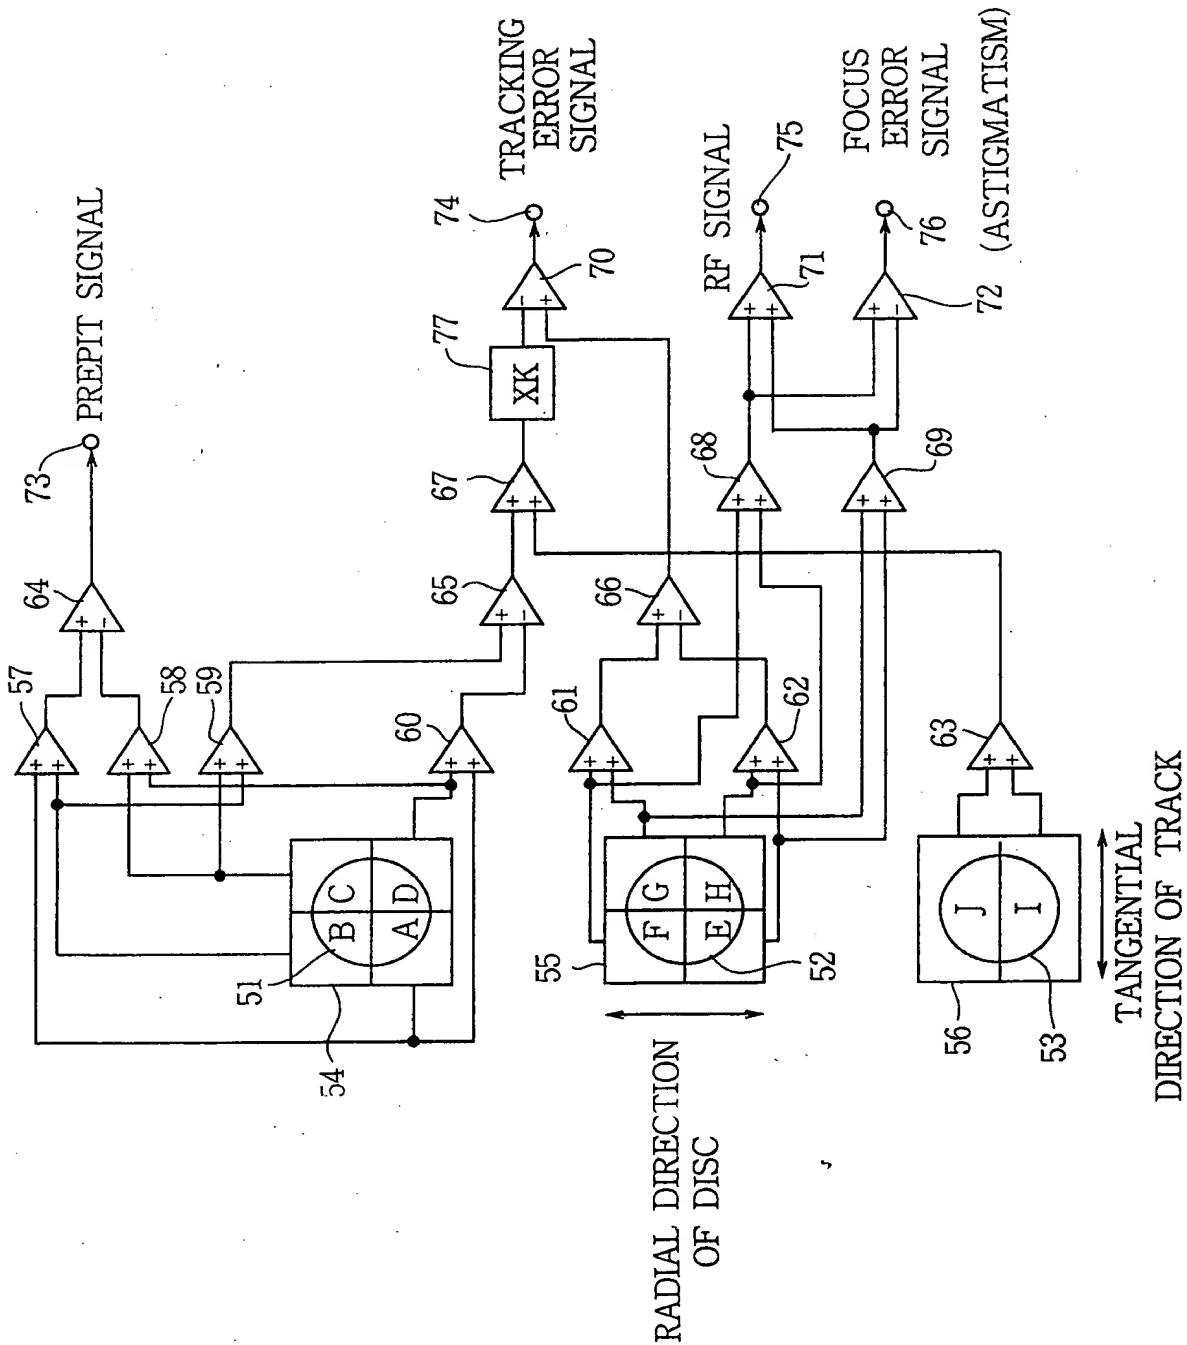 PREPIT SIGNAL
73
64
57
58
59
60
51
54
B
C
A
D
+
+
+
+
+
+
+
+
+
−
TRACKING
ERROR
SIGNAL
74
70
−
+
77
XK
67
+
+
65
+
−
66
+
−
61
+
+
62
+
+
55
52
F
G
E
H
RADIAL DIRECTION
OF DISC
RF SIGNAL
75
71
+
+
68
+
+
FOCUS
ERROR
SIGNAL
(ASTIGMATISM)
76
72
+
−
69
+
+
63
+
+
56
53
J
I
TANGENTIAL
DIRECTION OF TRACK